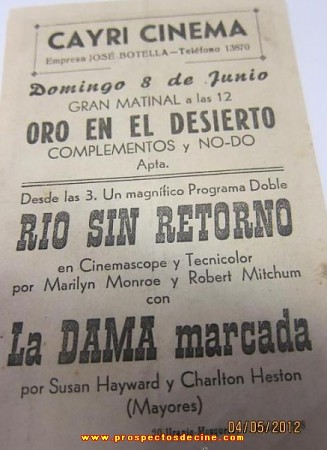 CAYRI CINEMA
Empresa JOSÉ BOTELLA—Teléfono 13870
Domingo 8 de Junio
GRAN MATINAL a las 12
ORO EN EL DESIERTO
COMPLEMENTOS y NO-DO
Apta.
Desde las 3. Un magnífico Programa Doble
RIO SIN RETORNO
en Cinemascope y Tecnicolor
por Marilyn Monroe y Robert Mitchum
con
La DAMA marcada
por Susan Hayward y Charlton Heston
(Mayores)
04/05/2012
www.prospectosdecine.com